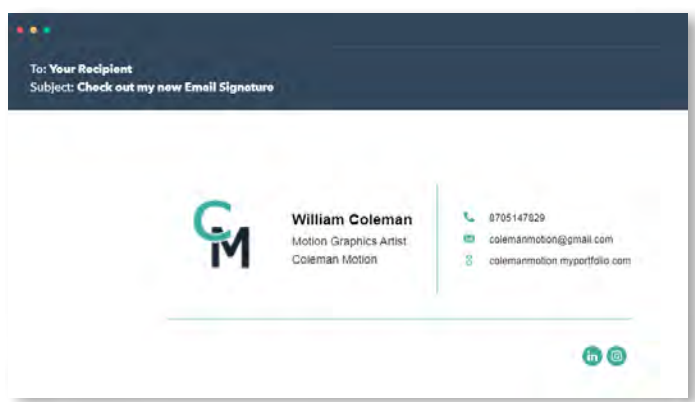 To: Your Recipient
Subject: Check out my new Email Signature
CM
William Coleman
Motion Graphics Artist
Coleman Motion
8705147829
colemanmotion@gmail.com
colemanmotion.myportfolio.com
in